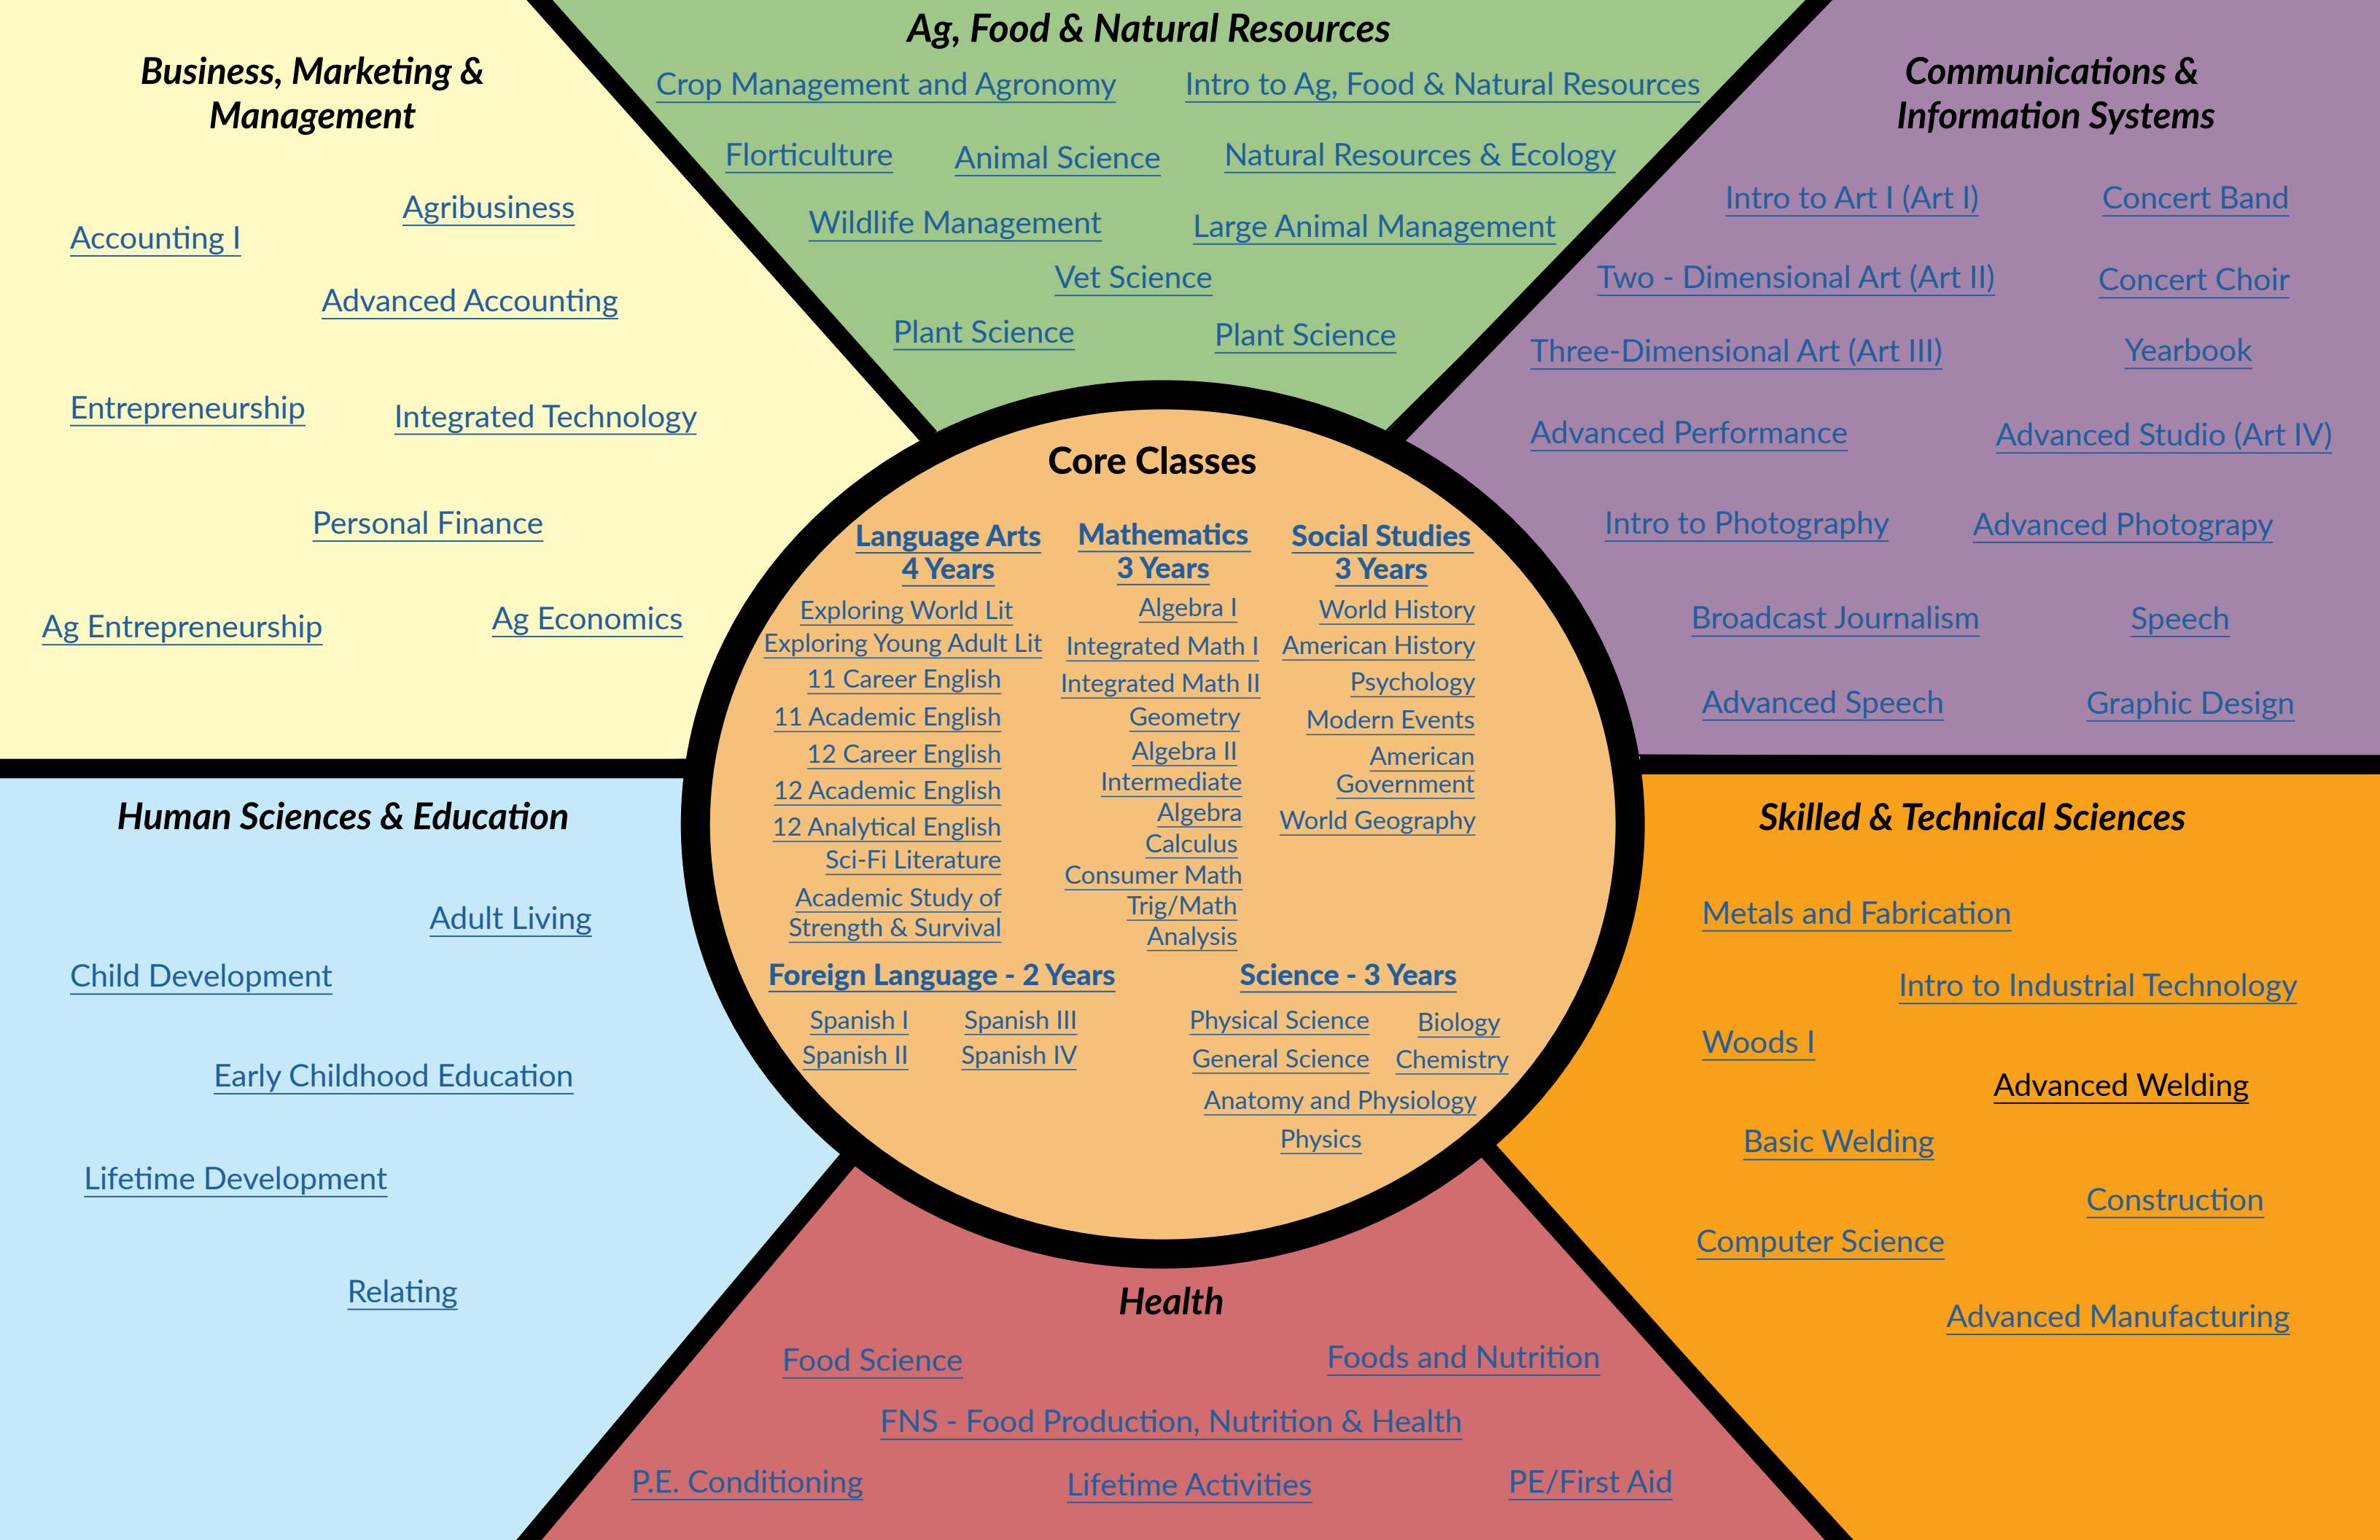 Business, Marketing &
Management
Accounting I
Agribusiness
Advanced Accounting
Entrepreneurship
Integrated Technology
Personal Finance
Ag Entrepreneurship
Ag Economics
Ag, Food & Natural Resources
Crop Management and Agronomy
Intro to Ag, Food & Natural Resources
Florticulture
Animal Science
Natural Resources & Ecology
Wildlife Management
Large Animal Management
Vet Science
Plant Science
Plant Science
Communications &
Information Systems
Intro to Art I (Art I)
Concert Band
Two - Dimensional Art (Art II)
Concert Choir
Three-Dimensional Art (Art III)
Yearbook
Advanced Performance
Advanced Studio (Art IV)
Intro to Photography
Advanced Photograpy
Broadcast Journalism
Speech
Advanced Speech
Graphic Design
Core Classes
Language Arts
4 Years
Exploring World Lit
Exploring Young Adult Lit
11 Career English
11 Academic English
12 Career English
12 Academic English
12 Analytical English
Sci-Fi Literature
Academic Study of
Strength & Survival
Mathematics
3 Years
Algebra I
Integrated Math I
Integrated Math II
Geometry
Algebra II
Intermediate
Algebra
Calculus
Consumer Math
Trig/Math
Analysis
Social Studies
3 Years
World History
American History
Psychology
Modern Events
American
Government
World Geography
Foreign Language - 2 Years
Spanish I
Spanish III
Spanish II
Spanish IV
Science - 3 Years
Physical Science
Biology
General Science
Chemistry
Anatomy and Physiology
Physics
Human Sciences & Education
Adult Living
Child Development
Early Childhood Education
Lifetime Development
Relating
Skilled & Technical Sciences
Metals and Fabrication
Intro to Industrial Technology
Woods I
Advanced Welding
Basic Welding
Construction
Computer Science
Advanced Manufacturing
Health
Food Science
Foods and Nutrition
FNS - Food Production, Nutrition & Health
P.E. Conditioning
Lifetime Activities
PE/First Aid